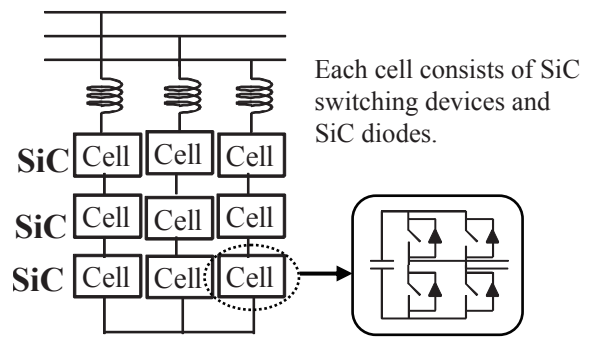 Each cell consists of SiC
switching devices and
SiC diodes.
SiC Cell Cell Cell
SiC Cell Cell Cell
SiC Cell Cell Cell